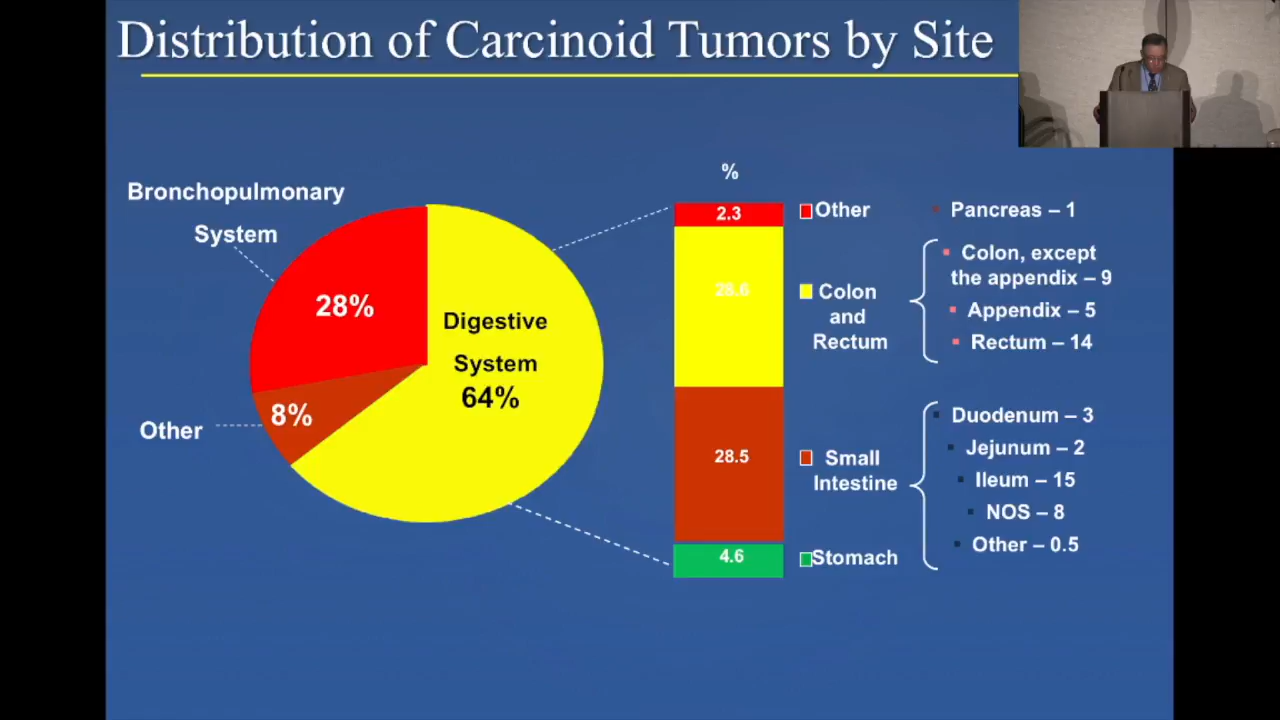 Distribution of Carcinoid Tumors by Site
Bronchopulmonary
System
28%
Digestive
System
64%
8%
Other
%
2.3
28.6
28.5
4.6
Other
Colon
and
Rectum
Small
Intestine
Stomach
Pancreas – 1
Colon, except
the appendix – 9
Appendix – 5
Rectum – 14
Duodenum – 3
Jejunum – 2
Ileum – 15
NOS – 8
Other – 0.5